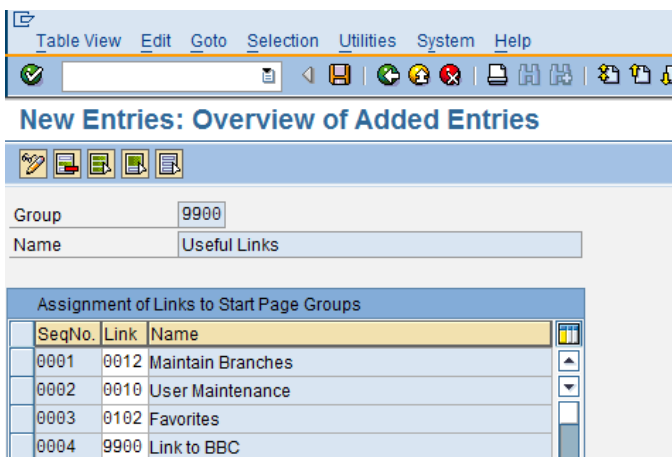 Table View Edit Goto Selection Utilities System Help
New Entries: Overview of Added Entries
Group 9900
Name Useful Links
Assignment of Links to Start Page Groups
SeqNo. Link Name
0001 0012 Maintain Branches
0002 0010 User Maintenance
0003 0102 Favorites
0004 9900 Link to BBC